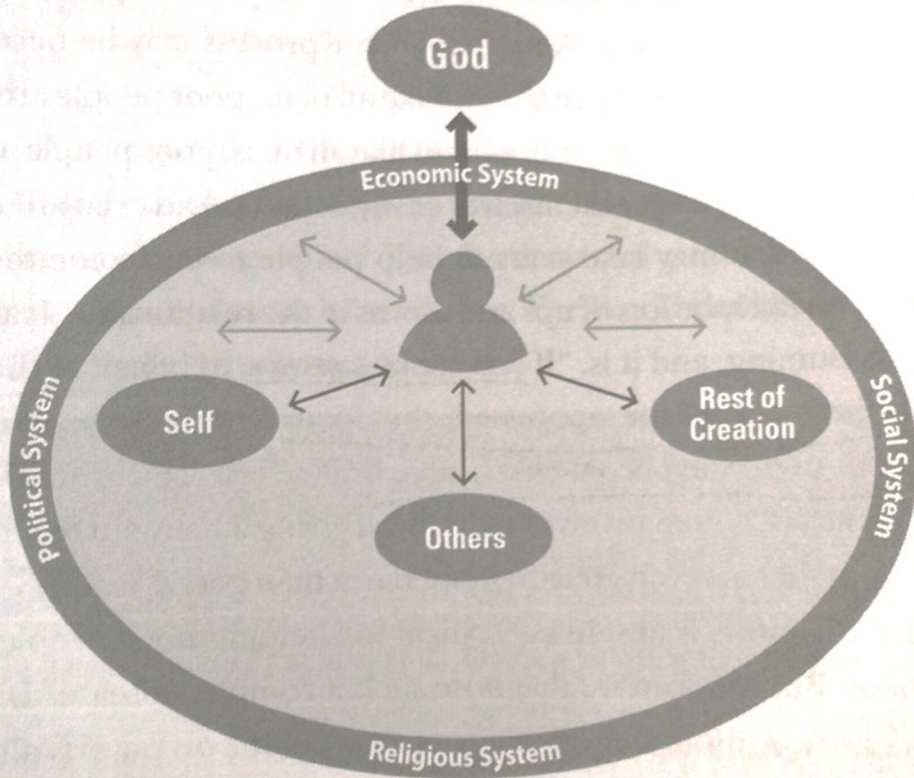 God
Economic System
Political System
Self
Rest of
Creation
Social System
Others
Religious System